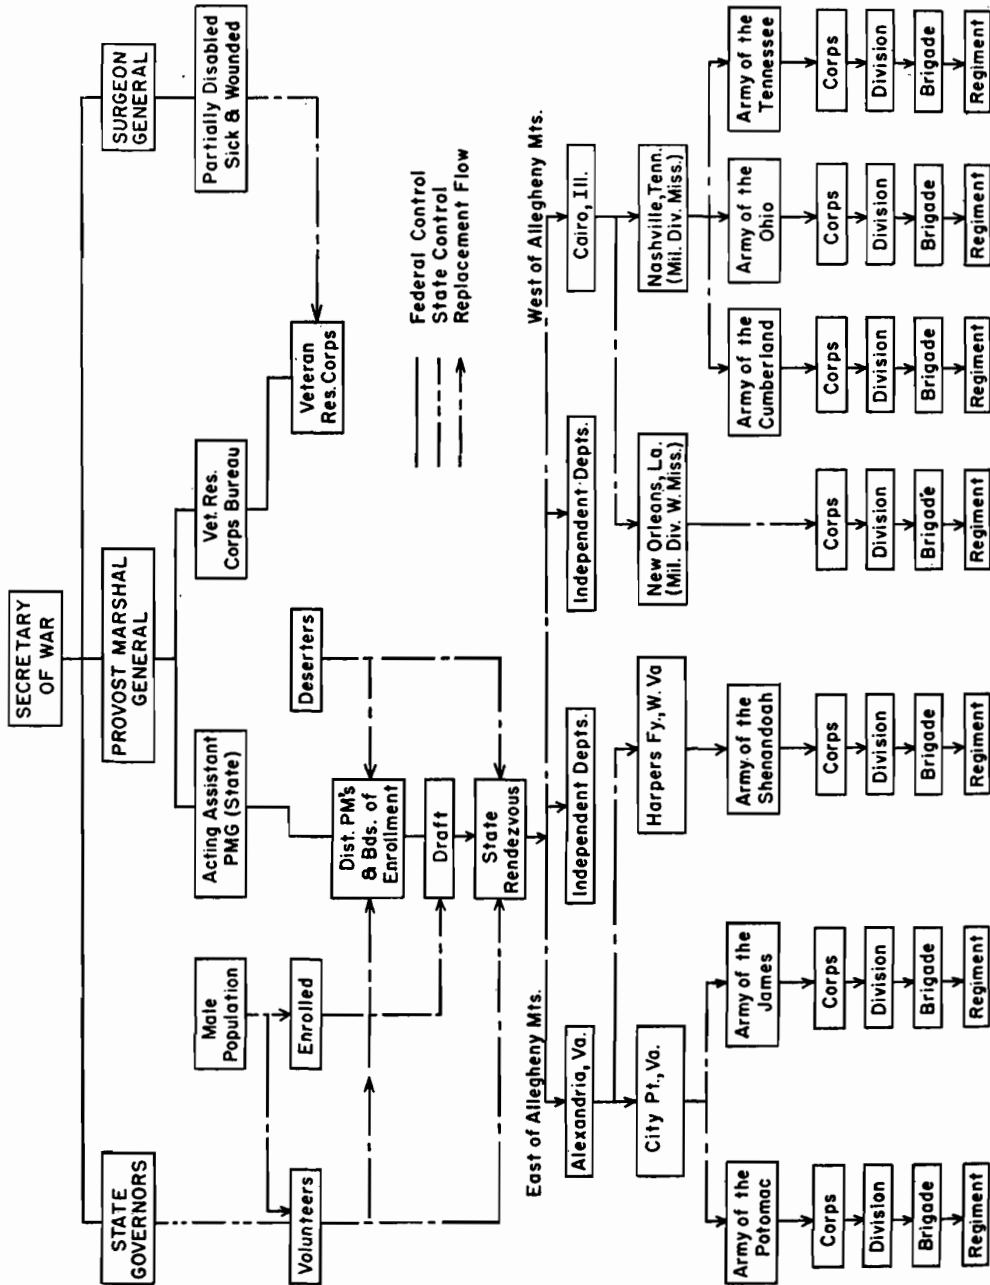 SECRETARY
OF WAR
STATE
GOVERNORS
PROVOST MARSHAL
GENERAL
SURGEON
GENERAL
Male
Population
Acting Assistant
PMG (State)
Vet. Res.
Corps Bureau
Partially Disabled
Sick & Wounded
Volunteers
Enrolled
Dist. PM's
& Bds. of
Enrollment
Deserters
Veteran
Res. Corps
Draft
State
Rendezvous
Federal Control
State Control
Replacement Flow
East of Allegheny Mts.
West of Allegheny Mts.
Alexandria, Va.
Independent Depts.
Independent Depts.
Cairo, Ill.
City Pt., Va.
Harpers Fy., W. Va
New Orleans, La.
(Mil. Div. W. Miss.)
Nashville, Tenn.
(Mil. Div. Miss.)
Army of the
Potomac
Army of the
James
Army of the
Shenandoah
Army of the
Cumberland
Army of the
Ohio
Army of the
Tennessee
Corps
Corps
Corps
Corps
Corps
Corps
Corps
Division
Division
Division
Division
Division
Division
Division
Brigade
Brigade
Brigade
Brigade
Brigade
Brigade
Brigade
Regiment
Regiment
Regiment
Regiment
Regiment
Regiment
Regiment